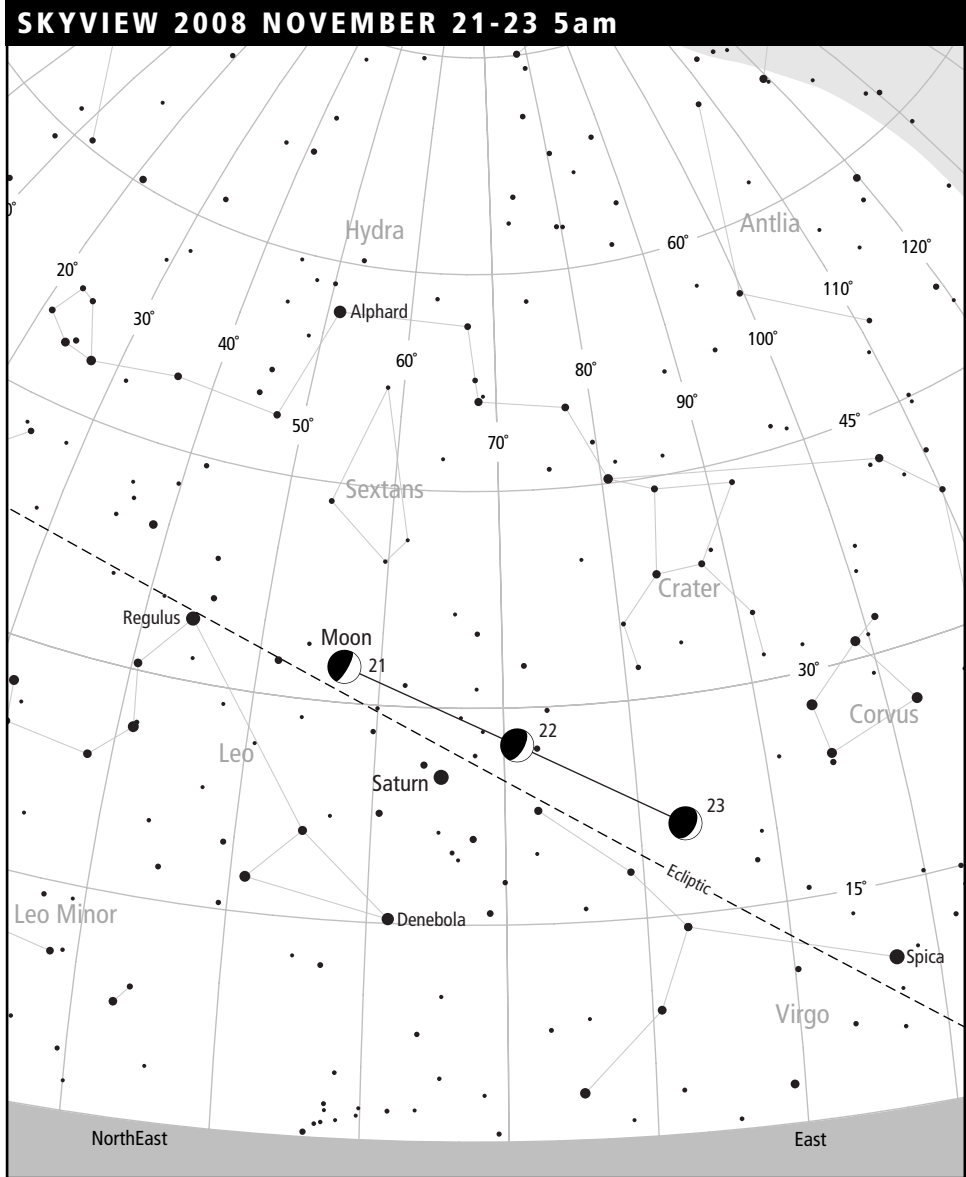 SKYVIEW 2008 NOVEMBER 21-23 5am
0°
Hydra
Antlia
60°
120°
20°
110°
Alphard
30°
100°
40°
60°
80°
90°
50°
45°
70°
Sextans
Crater
Regulus
Moon
21
30°
Corvus
22
Leo
Saturn
23
Ecliptic
15°
Leo Minor
Denebola
Spica
Virgo
NorthEast
East